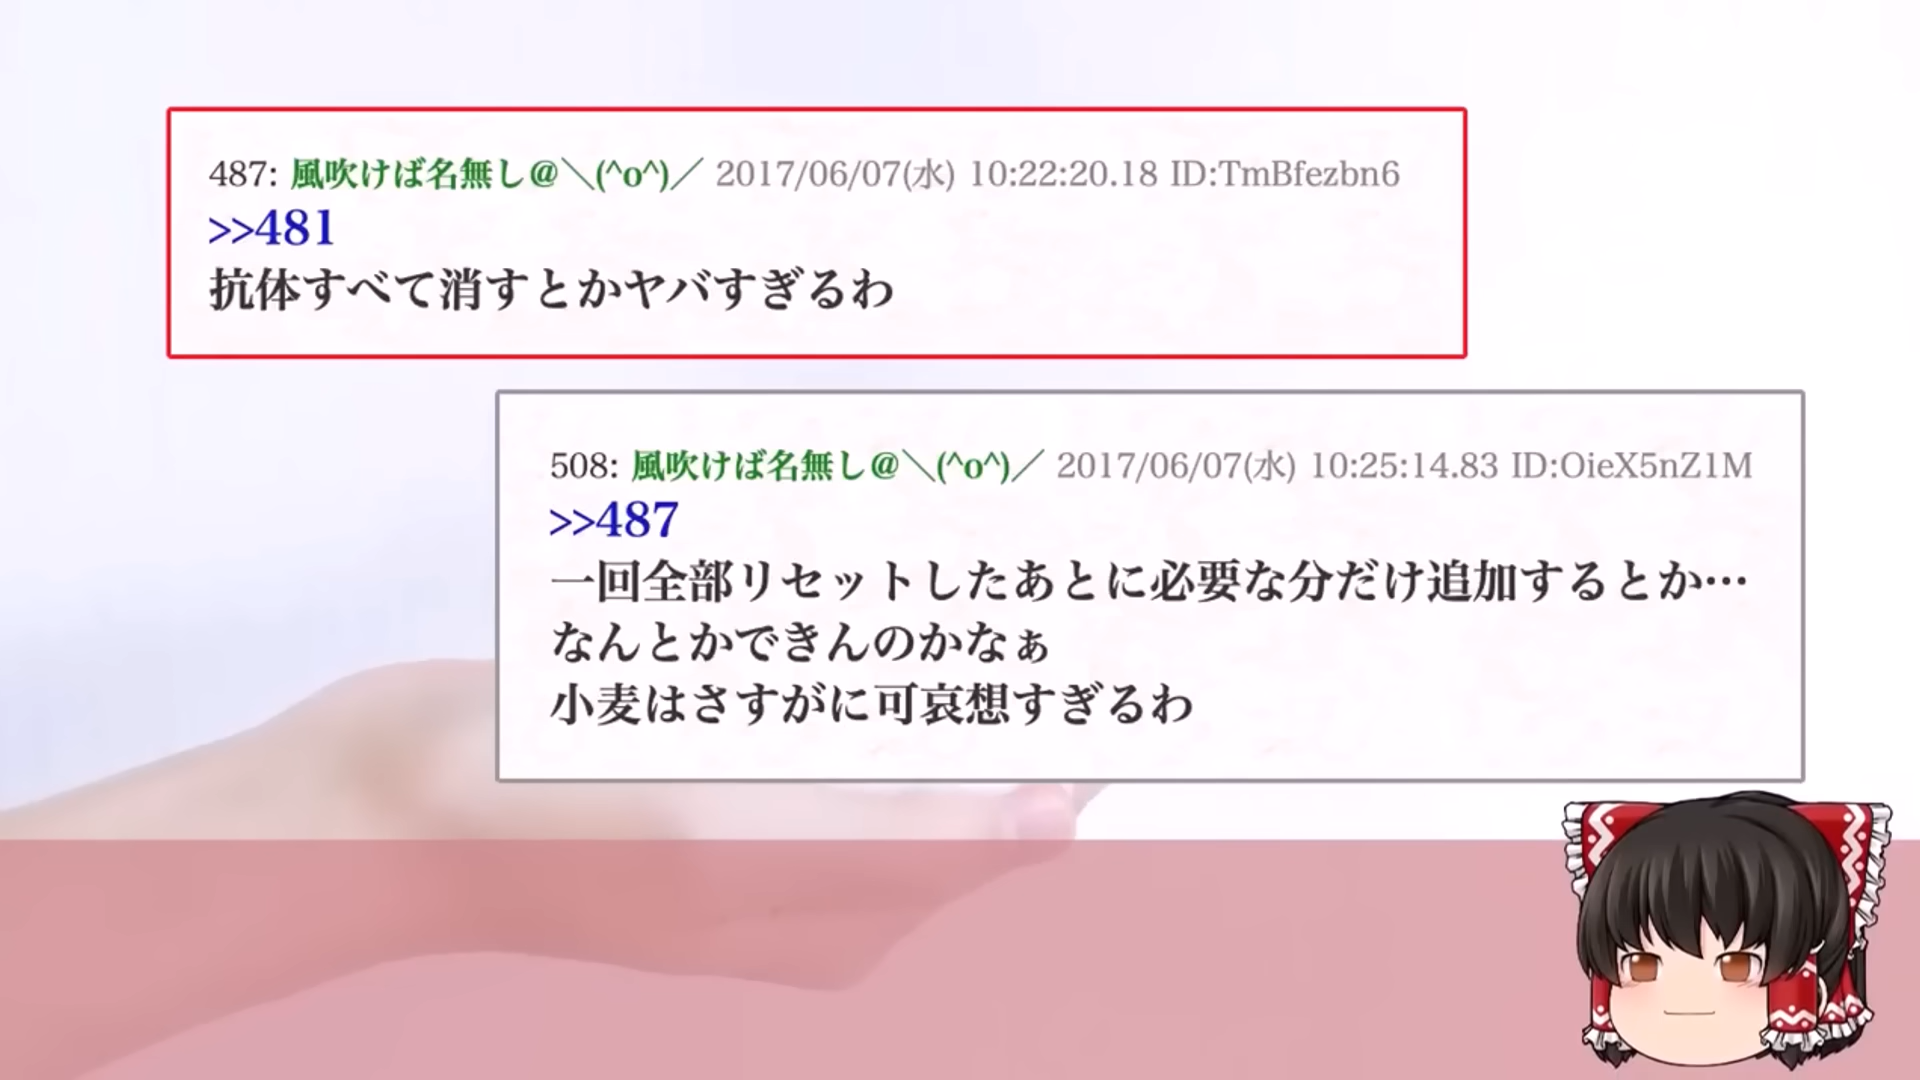 487: 風吹けば名無し@＼(^o^)／ 2017/06/07(水) 10:22:20.18 ID:TmBfezbn6
>>481
抗体すべて消すとかヤバすぎるわ
508: 風吹けば名無し@＼(^o^)／ 2017/06/07(水) 10:25:14.83 ID:OieX5nZ1M
>>487
一回全部リセットしたあとに必要な分だけ追加するとか…
なんとかできんのかなぁ
小麦はさすがに可哀想すぎるわ